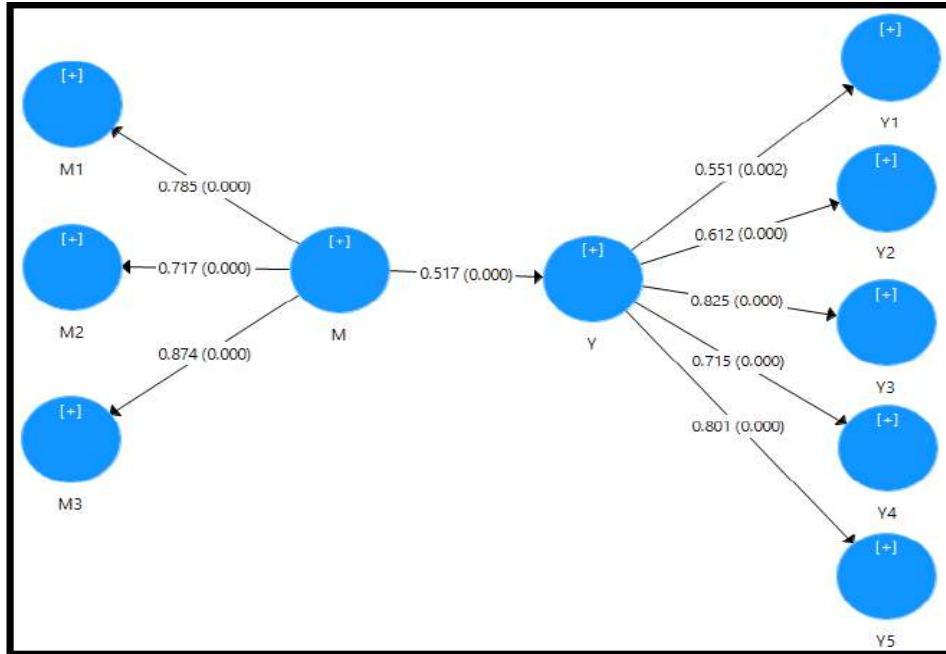 [+]
M1
[+]
M2
[+]
M3
0.785 (0.000)
0.717 (0.000)
0.874 (0.000)
[+]
M
0.517 (0.000)
[+]
Y
0.551 (0.002)
0.612 (0.000)
0.825 (0.000)
0.715 (0.000)
0.801 (0.000)
[+]
Y1
[+]
Y2
[+]
Y3
[+]
Y4
[+]
Y5